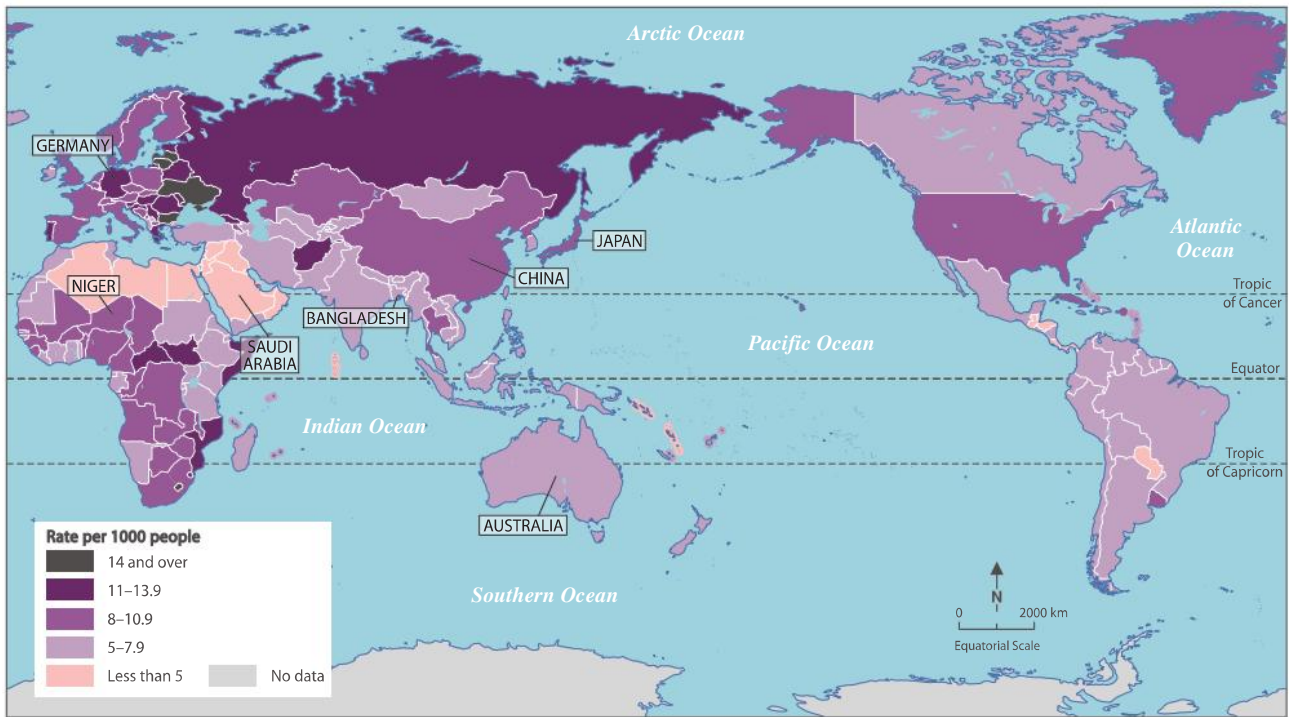 Arctic Ocean
GERMANY
Atlantic
Ocean
JAPAN
CHINA
NIGER
Tropic
of Cancer
BANGLADESH
SAUDI
ARABIA
Pacific Ocean
Equator
Indian Ocean
Tropic
of Capricorn
AUSTRALIA
Rate per 1000 people
14 and over
11–13.9
8–10.9
5–7.9
Less than 5
No data
Southern Ocean
N
0 2000 km
Equatorial Scale